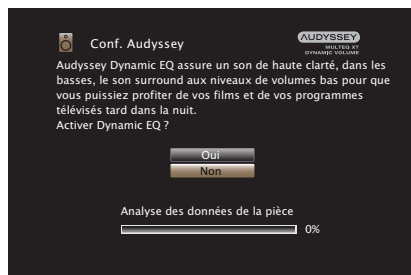 Conf. Audyssey
AUDYSSEY
MULTEQ XT
DYNAMIC VOLUME
Audyssey Dynamic EQ assure un son de haute clarté, dans les
basses, le son surround aux niveaux de volumes bas pour que
vous puissiez profiter de vos films et de vos programmes
télévisés tard dans la nuit.
Activer Dynamic EQ ?
Oui
Non
Analyse des données de la pièce
0%